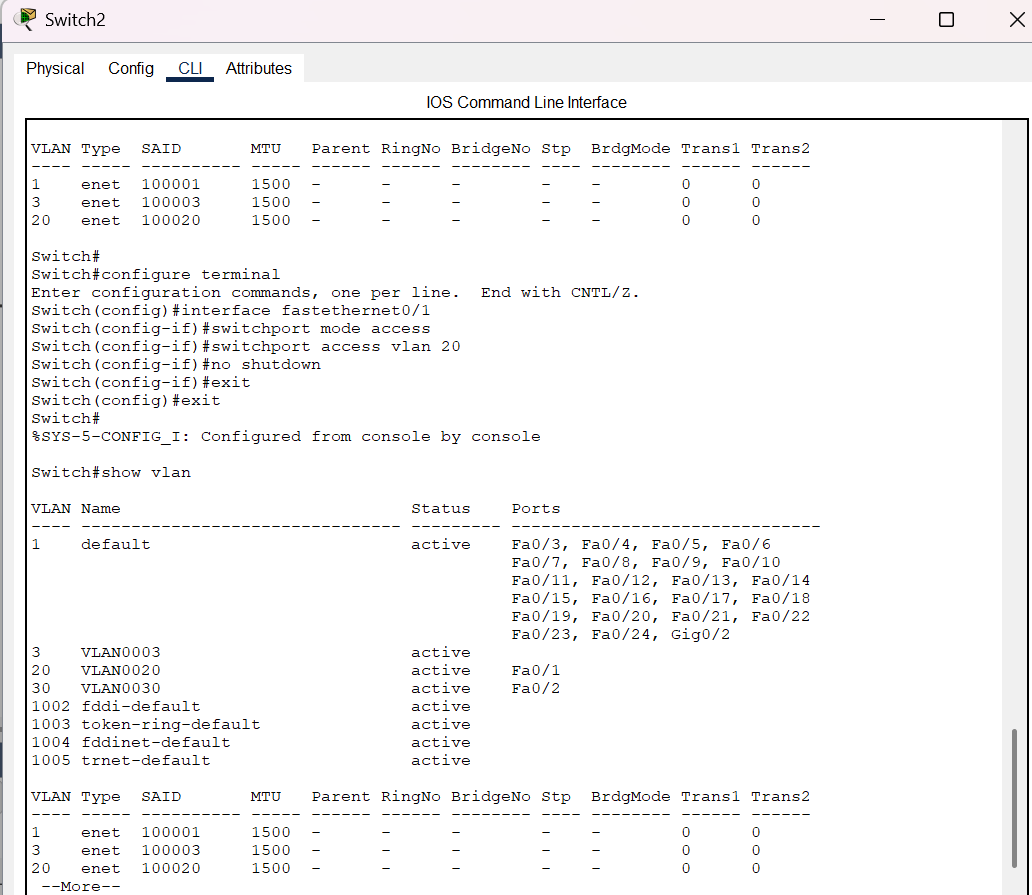 Switch2
Physical Config CLI Attributes
IOS Command Line Interface
VLAN Type  SAID       MTU   Parent RingNo BridgeNo Stp  BrdgMode Trans1 Trans2
---- ----- ---------- ----- ------ ------ -------- ---- -------- ------ ------
1    enet  100001     1500  -      -      -        -    -        0      0
3    enet  100003     1500  -      -      -        -    -        0      0
20   enet  100020     1500  -      -      -        -    -        0      0
Switch#
Switch#configure terminal
Enter configuration commands, one per line.  End with CNTL/Z.
Switch(config)#interface fastethernet0/1
Switch(config-if)#switchport mode access
Switch(config-if)#switchport access vlan 20
Switch(config-if)#no shutdown
Switch(config-if)#exit
Switch(config)#exit
Switch#
%SYS-5-CONFIG_I: Configured from console by console
Switch#show vlan
VLAN Name                             Status    Ports
---- -------------------------------- --------- -------------------------------
1    default                          active    Fa0/3, Fa0/4, Fa0/5, Fa0/6
                                                Fa0/7, Fa0/8, Fa0/9, Fa0/10
                                                Fa0/11, Fa0/12, Fa0/13, Fa0/14
                                                Fa0/15, Fa0/16, Fa0/17, Fa0/18
                                                Fa0/19, Fa0/20, Fa0/21, Fa0/22
                                                Fa0/23, Fa0/24, Gig0/2
3    VLAN0003                         active
20   VLAN0020                         active    Fa0/1
30   VLAN0030                         active    Fa0/2
1002 fddi-default                     active
1003 token-ring-default               active
1004 fddinet-default                  active
1005 trnet-default                    active
VLAN Type  SAID       MTU   Parent RingNo BridgeNo Stp  BrdgMode Trans1 Trans2
---- ----- ---------- ----- ------ ------ -------- ---- -------- ------ ------
1    enet  100001     1500  -      -      -        -    -        0      0
3    enet  100003     1500  -      -      -        -    -        0      0
20   enet  100020     1500  -      -      -        -    -        0      0
 --More--